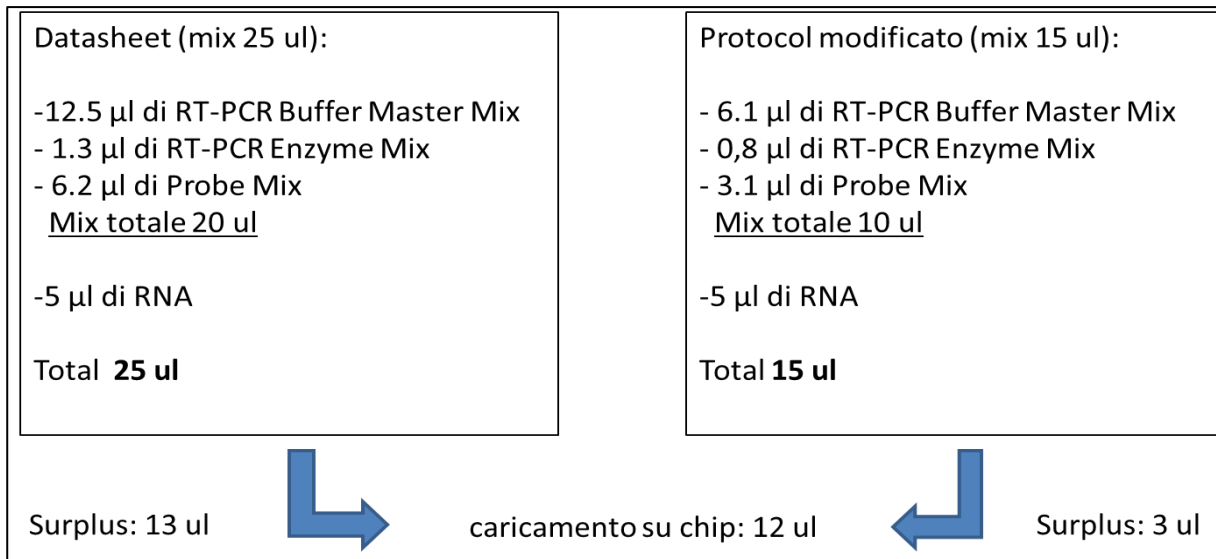 Datasheet (mix 25 ul):
-12.5 µl di RT-PCR Buffer Master Mix
- 1.3 µl di RT-PCR Enzyme Mix
- 6.2 µl di Probe Mix
Mix totale 20 ul
-5 µl di RNA
Total 25 ul
Protocol modificato (mix 15 ul):
- 6.1 µl di RT-PCR Buffer Master Mix
- 0,8 µl di RT-PCR Enzyme Mix
- 3.1 µl di Probe Mix
Mix totale 10 ul
-5 µl di RNA
Total 15 ul
Surplus: 13 ul
caricamento su chip: 12 ul
Surplus: 3 ul